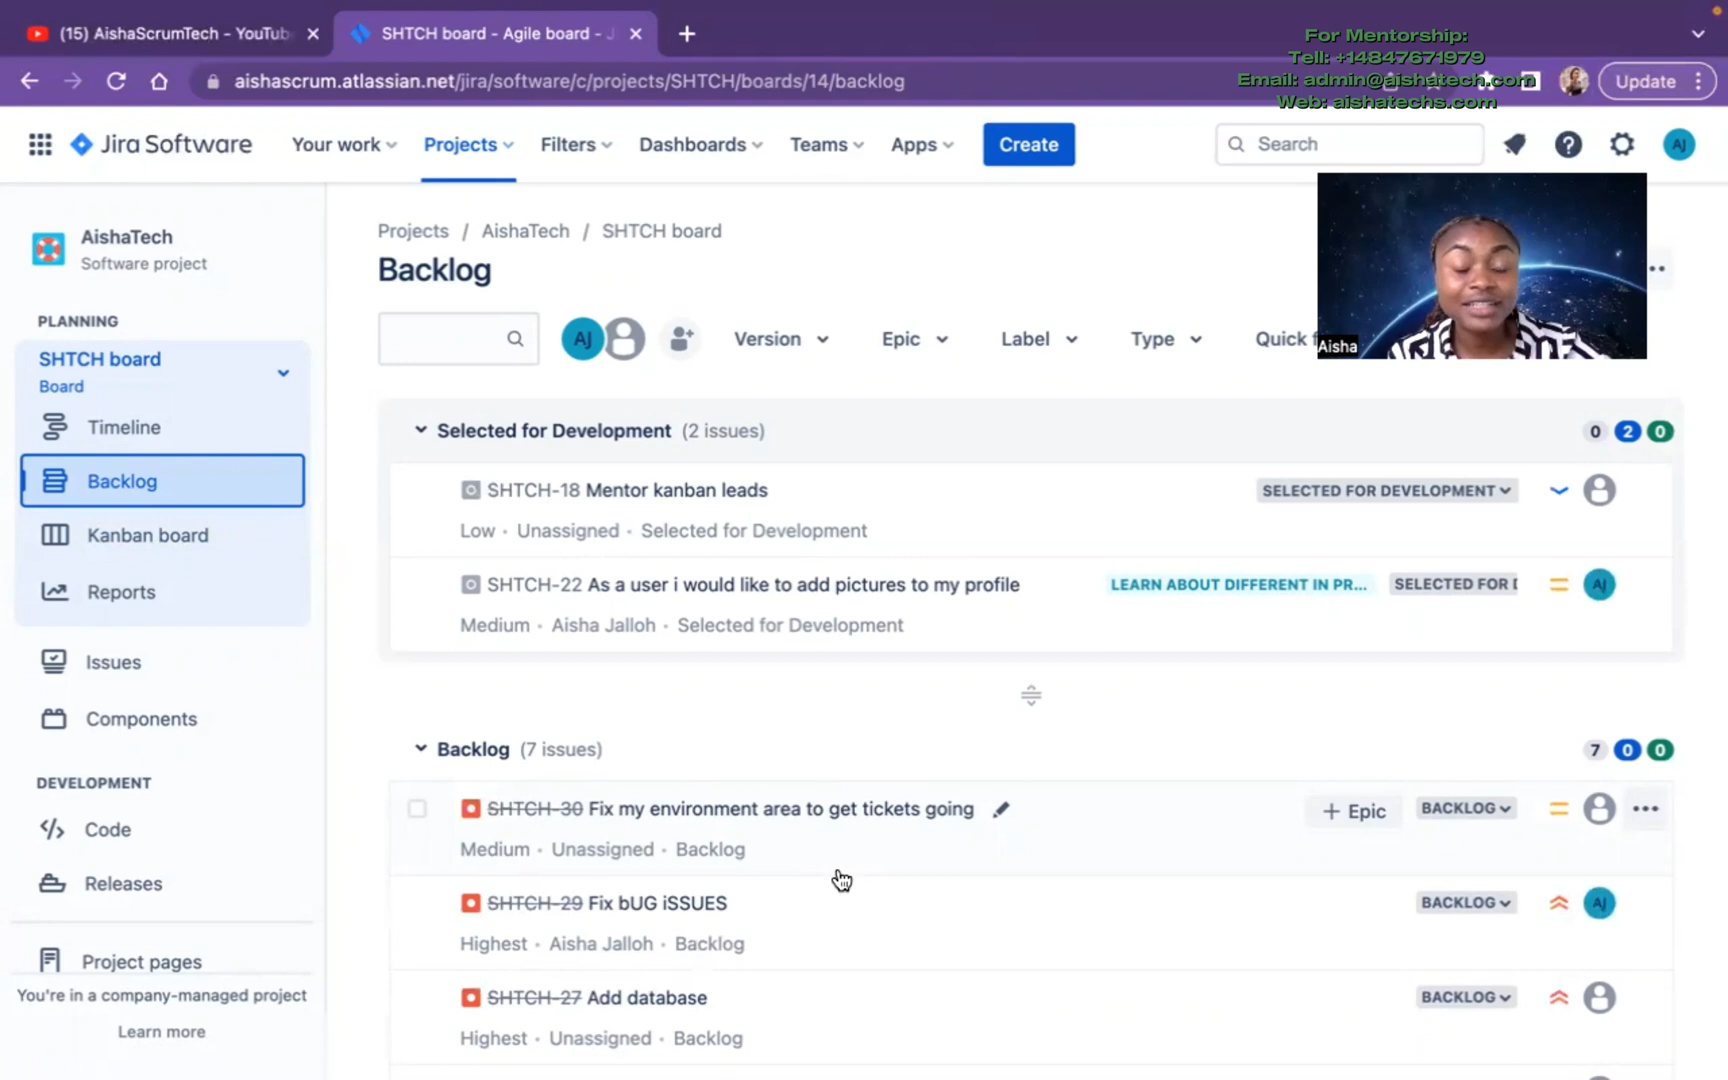 (15) AishaScrumTech - YouTub
SHTCH board - Agile board - J
For Mentorship:
Tell: +14847671979
Email: admin@aishatech.com
Web: aishatechs.com
aishascrum.atlassian.net/jira/software/c/projects/SHTCH/boards/14/backlog
Update
Jira Software
Your work
Projects
Filters
Dashboards
Teams
Apps
Create
Search
AJ
AishaTech
Software project
PLANNING
SHTCH board
Board
Timeline
Backlog
Kanban board
Reports
Issues
Components
DEVELOPMENT
Code
Releases
Project pages
You're in a company-managed project
Learn more
Projects / AishaTech / SHTCH board
Backlog
AJ
Version
Epic
Label
Type
Quick f
Aisha
Selected for Development (2 issues)
0 2 0
SHTCH-18 Mentor kanban leads
SELECTED FOR DEVELOPMENT
Low · Unassigned · Selected for Development
SHTCH-22 As a user i would like to add pictures to my profile
LEARN ABOUT DIFFERENT IN PR...
SELECTED FOR D
AJ
Medium · Aisha Jalloh · Selected for Development
Backlog (7 issues)
7 0 0
SHTCH-30 Fix my environment area to get tickets going
+ Epic
BACKLOG
Medium · Unassigned · Backlog
SHTCH-29 Fix bUG iSSUES
BACKLOG
AJ
Highest · Aisha Jalloh · Backlog
SHTCH-27 Add database
BACKLOG
Highest · Unassigned · Backlog